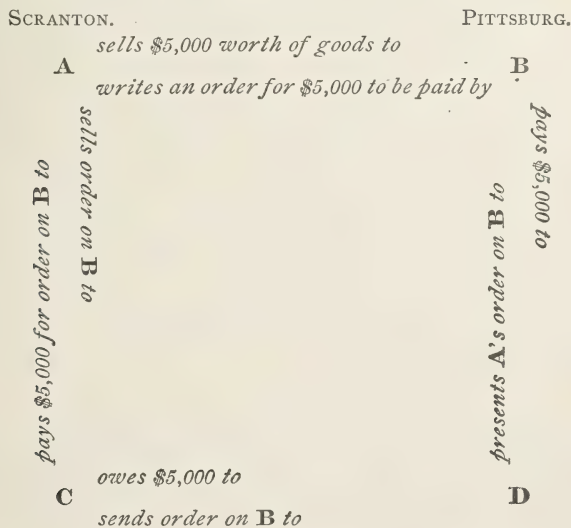 SCRANTON. PITTSBURG.
A sells $5,000 worth of goods to B
writes an order for $5,000 to be paid by
sells order on B to
pays $5,000 for order on B to
pays $5,000 to
presents A's order on B to
C owes $5,000 to D
sends order on B to